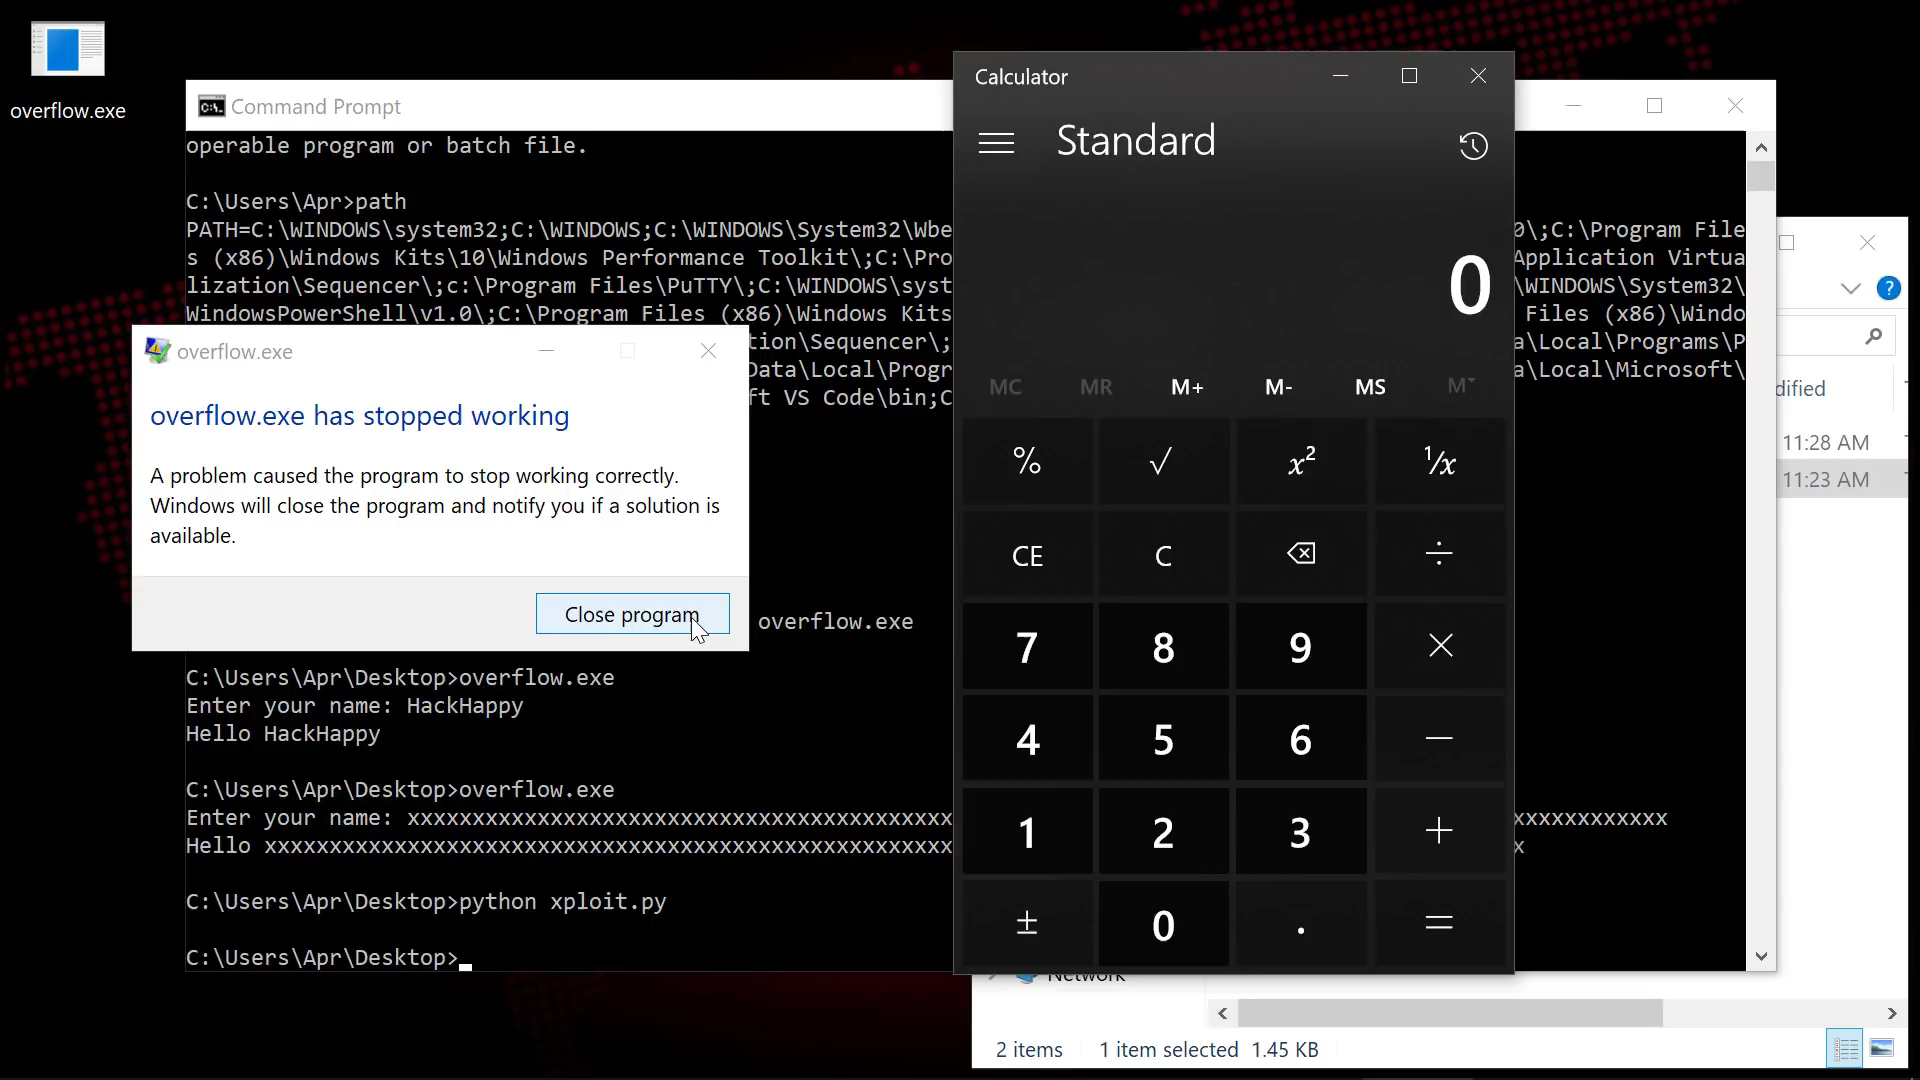 overflow.exe
Command Prompt
operable program or batch file.
C:\Users\Apr>path
PATH=C:\WINDOWS\system32;C:\WINDOWS;C:\WINDOWS\System32\Wbe
0\;C:\Program File
s (x86)\Windows Kits\10\Windows Performance Toolkit\;C:\Pro
Application Virtua
lization\Sequencer\;c:\Program Files\PuTTY\;C:\WINDOWS\syst
\WINDOWS\System32\
WindowsPowerShell\v1.0\;C:\Program Files (x86)\Windows Kits
Files (x86)\Windo
tion\Sequencer\;
a\Local\Programs\P
Data\Local\Progr
a\Local\Microsoft\
ft VS Code\bin;C
overflow.exe
overflow.exe has stopped working
A problem caused the program to stop working correctly.
Windows will close the program and notify you if a solution is
available.
Close program
overflow.exe
C:\Users\Apr\Desktop>overflow.exe
Enter your name: HackHappy
Hello HackHappy
C:\Users\Apr\Desktop>overflow.exe
Enter your name: xxxxxxxxxxxxxxxxxxxxxxxxxxxxxxxxxxxxxxxxxx
xxxxxxxxxxxx
Hello xxxxxxxxxxxxxxxxxxxxxxxxxxxxxxxxxxxxxxxxxxxxxxxxxxxxx
x
C:\Users\Apr\Desktop>python xploit.py
C:\Users\Apr\Desktop>
Calculator
Standard
0
MC MR M+ M- MS M
% √ x² ¹/x
CE C ÷
7 8 9 ×
4 5 6 −
1 2 3 +
± 0 . =
dified
11:28 AM
11:23 AM
Network
2 items 1 item selected 1.45 KB